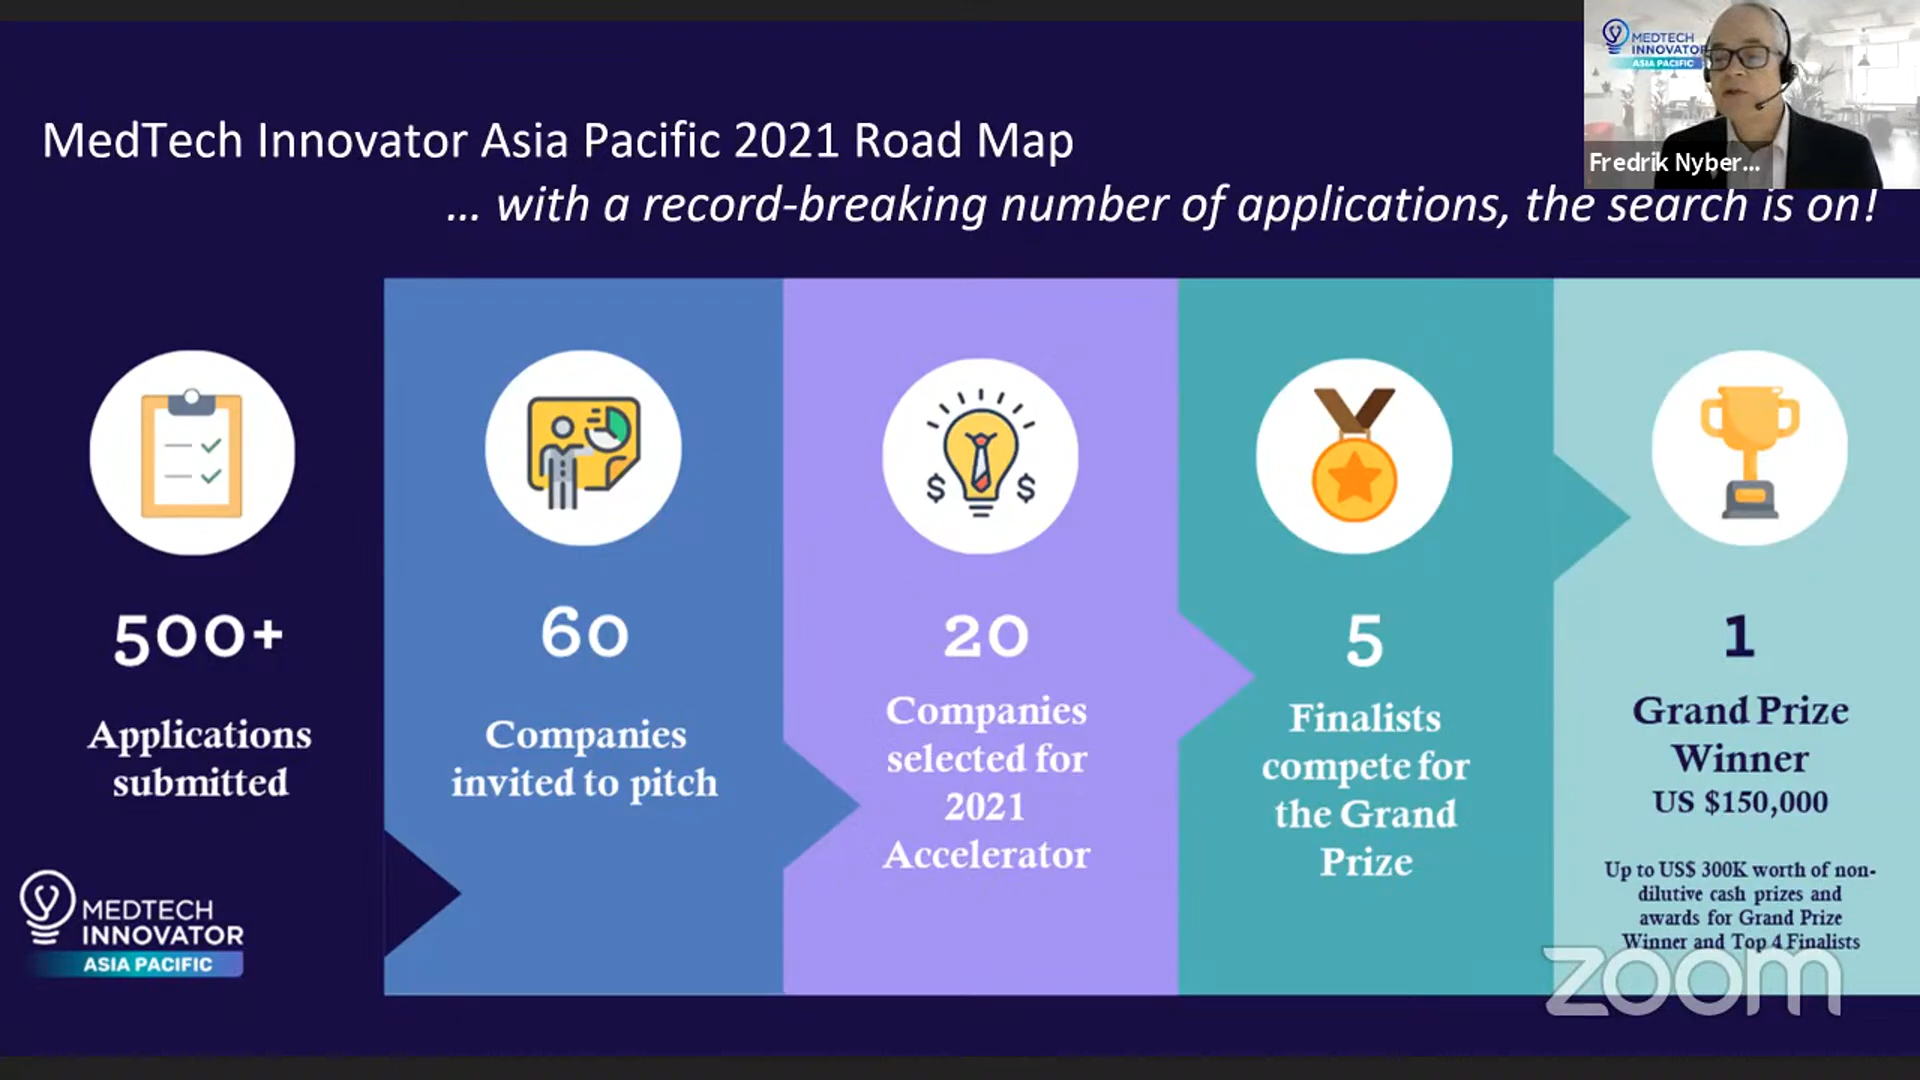 MedTech Innovator Asia Pacific 2021 Road Map
... with a record-breaking number of applications, the search is on!
MEDTECH
INNOVATOR
ASIA PACIFIC
Fredrik Nyber...
500+
Applications
submitted
60
Companies
invited to pitch
20
Companies
selected for
2021
Accelerator
5
Finalists
compete for
the Grand
Prize
1
Grand Prize
Winner
US $150,000
Up to US$ 300K worth of non-
dilutive cash prizes and
awards for Grand Prize
Winner and Top 4 Finalists
MEDTECH
INNOVATOR
ASIA PACIFIC
zoom